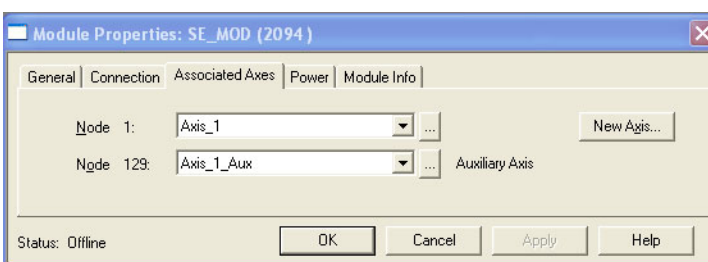 Module Properties: SE_MOD (2094)
General Connection Associated Axes Power Module Info
Node 1: Axis_1 ... New Axis...
Node 129: Axis_1_Aux ... Auxiliary Axis
Status: Offline OK Cancel Apply Help